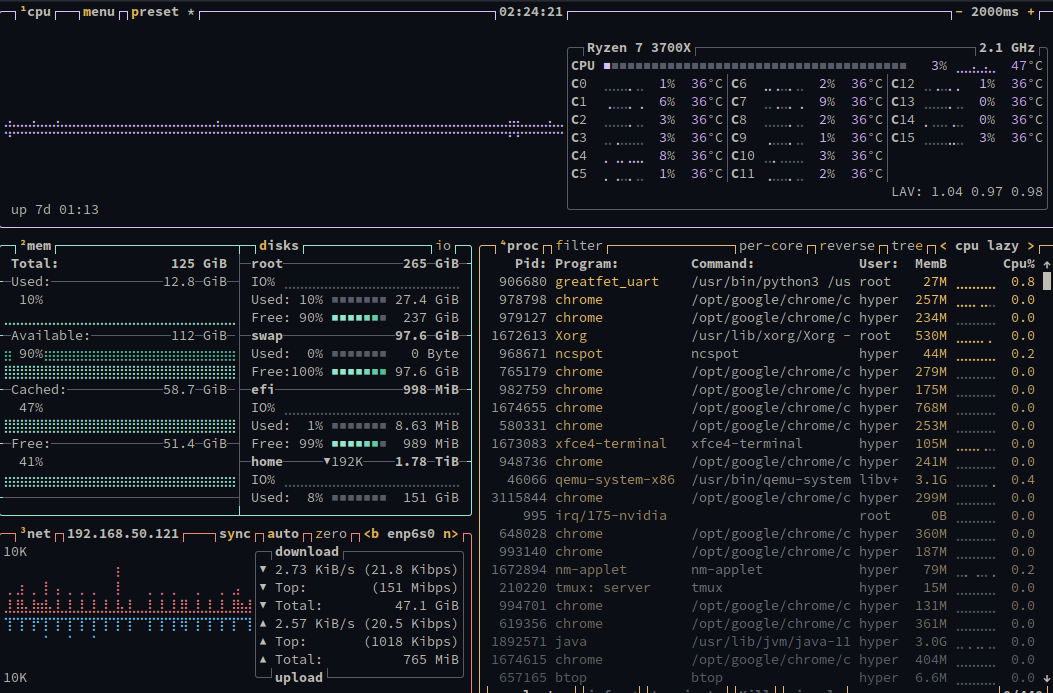 ¹cpu menu preset * 02:24:21 - 2000ms +
Ryzen 7 3700X 2.1 GHz
CPU 3% 47°C
C0 1% 36°C C6 2% 36°C C12 1% 36°C
C1 6% 36°C C7 9% 36°C C13 0% 36°C
C2 3% 36°C C8 2% 36°C C14 0% 36°C
C3 3% 36°C C9 1% 36°C C15 3% 36°C
C4 8% 36°C C10 3% 36°C
C5 1% 36°C C11 2% 36°C
LAV: 1.04 0.97 0.98
up 7d 01:13
²mem
Total: 125 GiB
Used: 12.8 GiB
10%
Available: 112 GiB
90%
Cached: 58.7 GiB
47%
Free: 51.4 GiB
41%
disks io
root 265 GiB
IO%
Used: 10% 27.4 GiB
Free: 90% 237 GiB
swap 97.6 GiB
Used: 0% 0 Byte
Free:100% 97.6 GiB
efi 998 MiB
IO%
Used: 1% 8.63 MiB
Free: 99% 989 MiB
home ▼192K 1.78 TiB
IO%
Used: 8% 151 GiB
³net 192.168.50.121 sync auto zero <b enp6s0 n>
10K
download
▼ 2.73 KiB/s (21.8 Kibps)
▼ Top: (151 Mibps)
▼ Total: 47.1 GiB
▲ 2.57 KiB/s (20.5 Kibps)
▲ Top: (1018 Kibps)
▲ Total: 765 MiB
upload
10K
⁴proc filter per-core reverse tree < cpu lazy >
Pid: Program: Command: User: MemB Cpu% ↑
906680 greatfet_uart /usr/bin/python3 /us root 27M 0.8
978798 chrome /opt/google/chrome/c hyper 257M 0.0
979127 chrome /opt/google/chrome/c hyper 234M 0.0
1672613 Xorg /usr/lib/xorg/Xorg - root 530M 0.0
968671 ncspot ncspot hyper 44M 0.2
765179 chrome /opt/google/chrome/c hyper 279M 0.0
982759 chrome /opt/google/chrome/c hyper 175M 0.0
1674655 chrome /opt/google/chrome/c hyper 768M 0.0
580331 chrome /opt/google/chrome/c hyper 253M 0.0
1673083 xfce4-terminal xfce4-terminal hyper 105M 0.0
948736 chrome /opt/google/chrome/c hyper 241M 0.0
46066 qemu-system-x86 /usr/bin/qemu-system libv+ 3.1G 0.4
3115844 chrome /opt/google/chrome/c hyper 299M 0.0
995 irq/175-nvidia root 0B 0.0
648028 chrome /opt/google/chrome/c hyper 360M 0.0
993140 chrome /opt/google/chrome/c hyper 187M 0.0
1672894 nm-applet nm-applet hyper 79M 0.2
210220 tmux: server tmux hyper 15M 0.0
994701 chrome /opt/google/chrome/c hyper 131M 0.0
619356 chrome /opt/google/chrome/c hyper 361M 0.0
1892571 java /usr/lib/jvm/java-11 hyper 3.0G 0.0
1674615 chrome /opt/google/chrome/c hyper 404M 0.0
657165 btop btop hyper 6.6M 0.0 ↓